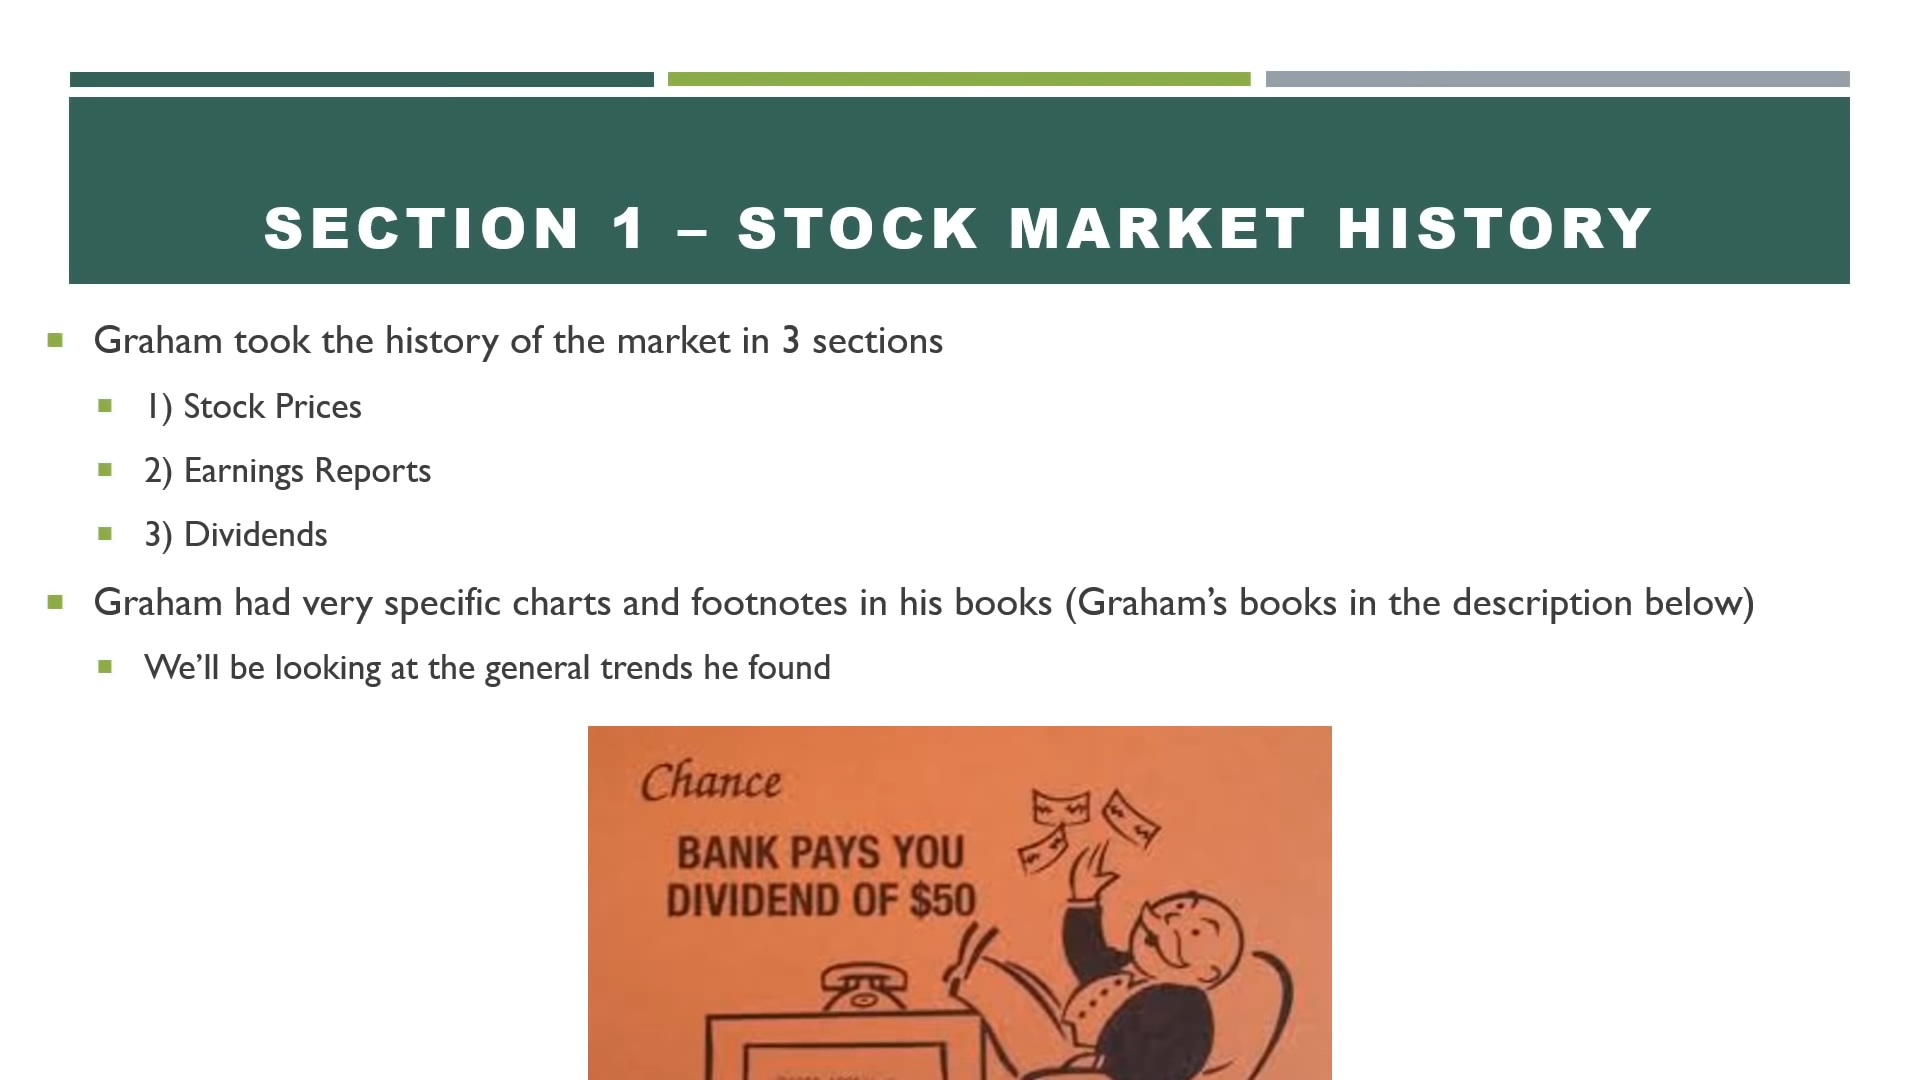 SECTION 1 – STOCK MARKET HISTORY
Graham took the history of the market in 3 sections
1) Stock Prices
2) Earnings Reports
3) Dividends
Graham had very specific charts and footnotes in his books (Graham’s books in the description below)
We’ll be looking at the general trends he found
Chance
BANK PAYS YOU
DIVIDEND OF $50